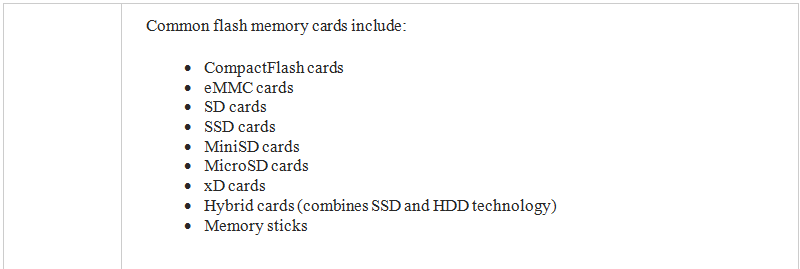 Common flash memory cards include:
• CompactFlash cards
• eMMC cards
• SD cards
• SSD cards
• MiniSD cards
• MicroSD cards
• xD cards
• Hybrid cards (combines SSD and HDD technology)
• Memory sticks